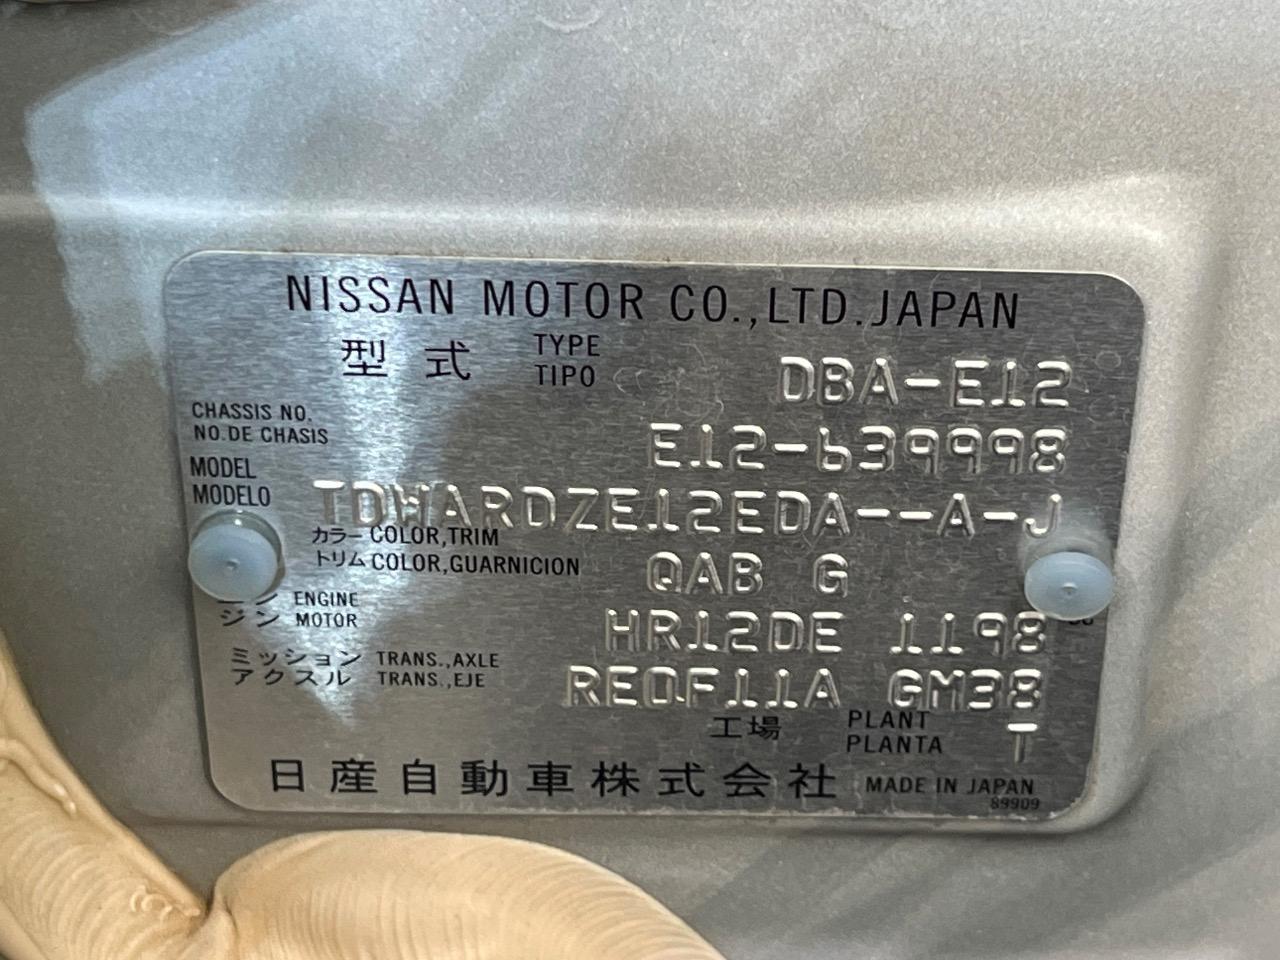 NISSAN MOTOR CO.,LTD.JAPAN
型式 TYPE TIPO DBA-E12
CHASSIS NO.
NO.DE CHASIS E12-639998
MODEL
MODELO TDWARDZE12EDA--A-J
カラー COLOR,TRIM
トリム COLOR,GUARNICION QAB G
ENGINE
ジン MOTOR HR12DE 1198
ミッション TRANS.,AXLE
アクスル TRANS.,EJE RE0F11A GM38
工場 PLANT
PLANTA T
日産自動車株式会社 MADE IN JAPAN
89909